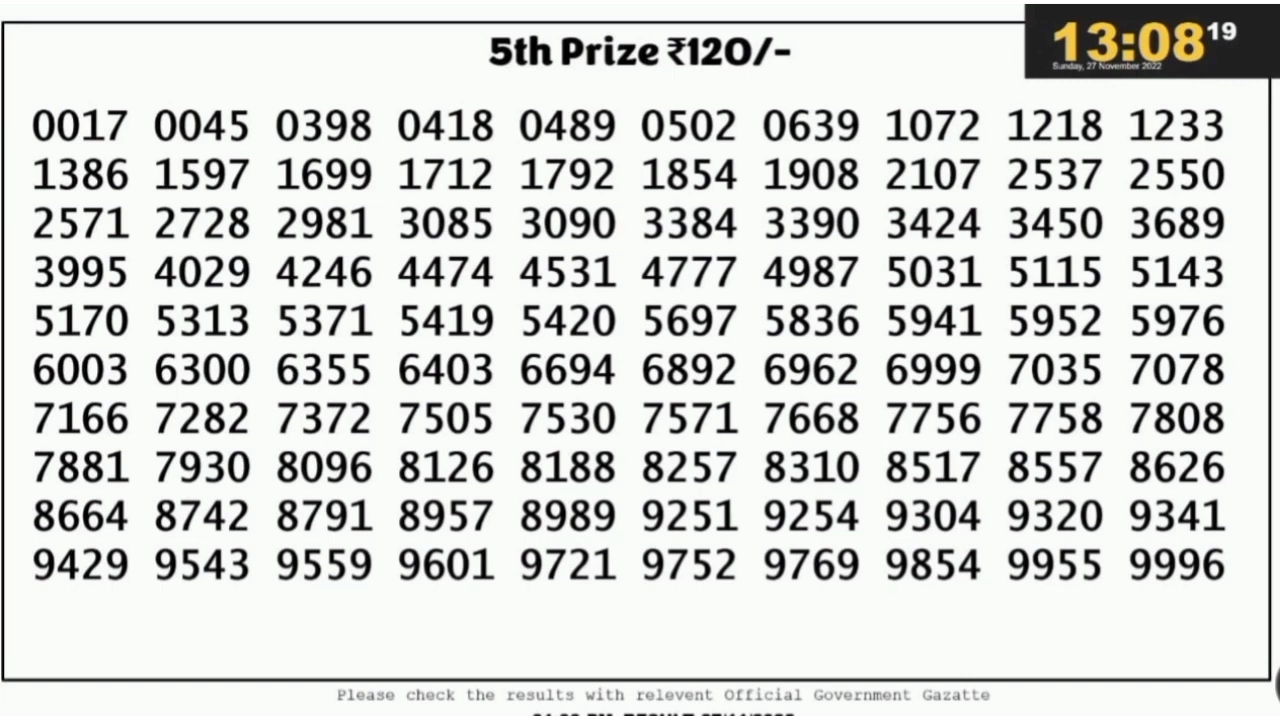 5th Prize ₹120/-
13:08 19
Sunday, 27 November 2022
0017 0045 0398 0418 0489 0502 0639 1072 1218 1233
1386 1597 1699 1712 1792 1854 1908 2107 2537 2550
2571 2728 2981 3085 3090 3384 3390 3424 3450 3689
3995 4029 4246 4474 4531 4777 4987 5031 5115 5143
5170 5313 5371 5419 5420 5697 5836 5941 5952 5976
6003 6300 6355 6403 6694 6892 6962 6999 7035 7078
7166 7282 7372 7505 7530 7571 7668 7756 7758 7808
7881 7930 8096 8126 8188 8257 8310 8517 8557 8626
8664 8742 8791 8957 8989 9251 9254 9304 9320 9341
9429 9543 9559 9601 9721 9752 9769 9854 9955 9996
Please check the results with relevent Official Government Gazatte